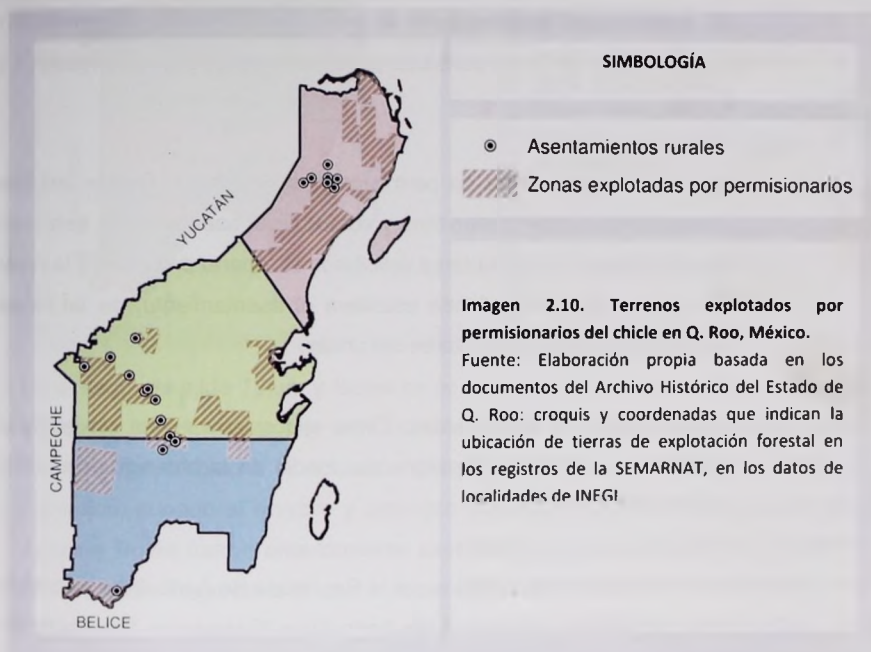 SIMBOLOGÍA
Asentamientos rurales
Zonas explotadas por permisionarios
YUCATÁN
CAMPECHE
BELICE
Imagen 2.10. Terrenos explotados por
permisionarios del chicle en Q. Roo, México.
Fuente: Elaboración propia basada en los
documentos del Archivo Histórico del Estado de
Q. Roo: croquis y coordenadas que indican la
ubicación de tierras de explotación forestal en
los registros de la SEMARNAT, en los datos de
localidades de INEGI